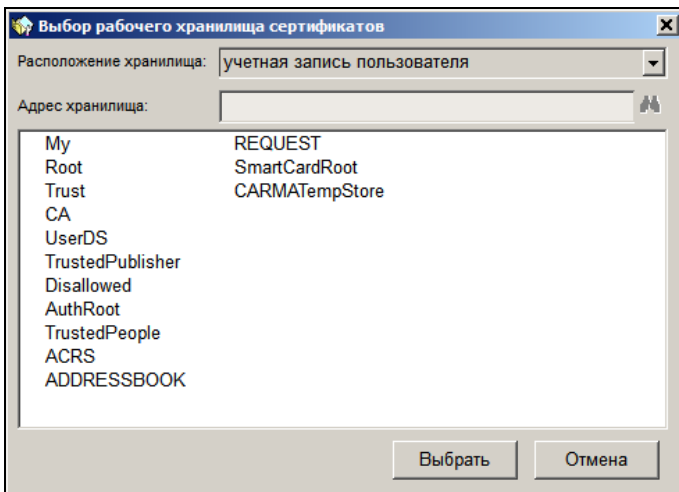 Выбор рабочего хранилища сертификатов
Расположение хранилища: учетная запись пользователя
Адрес хранилища:
My REQUEST
Root SmartCardRoot
Trust CARMATempStore
CA
UserDS
TrustedPublisher
Disallowed
AuthRoot
TrustedPeople
ACRS
ADDRESSBOOK
Выбрать Отмена